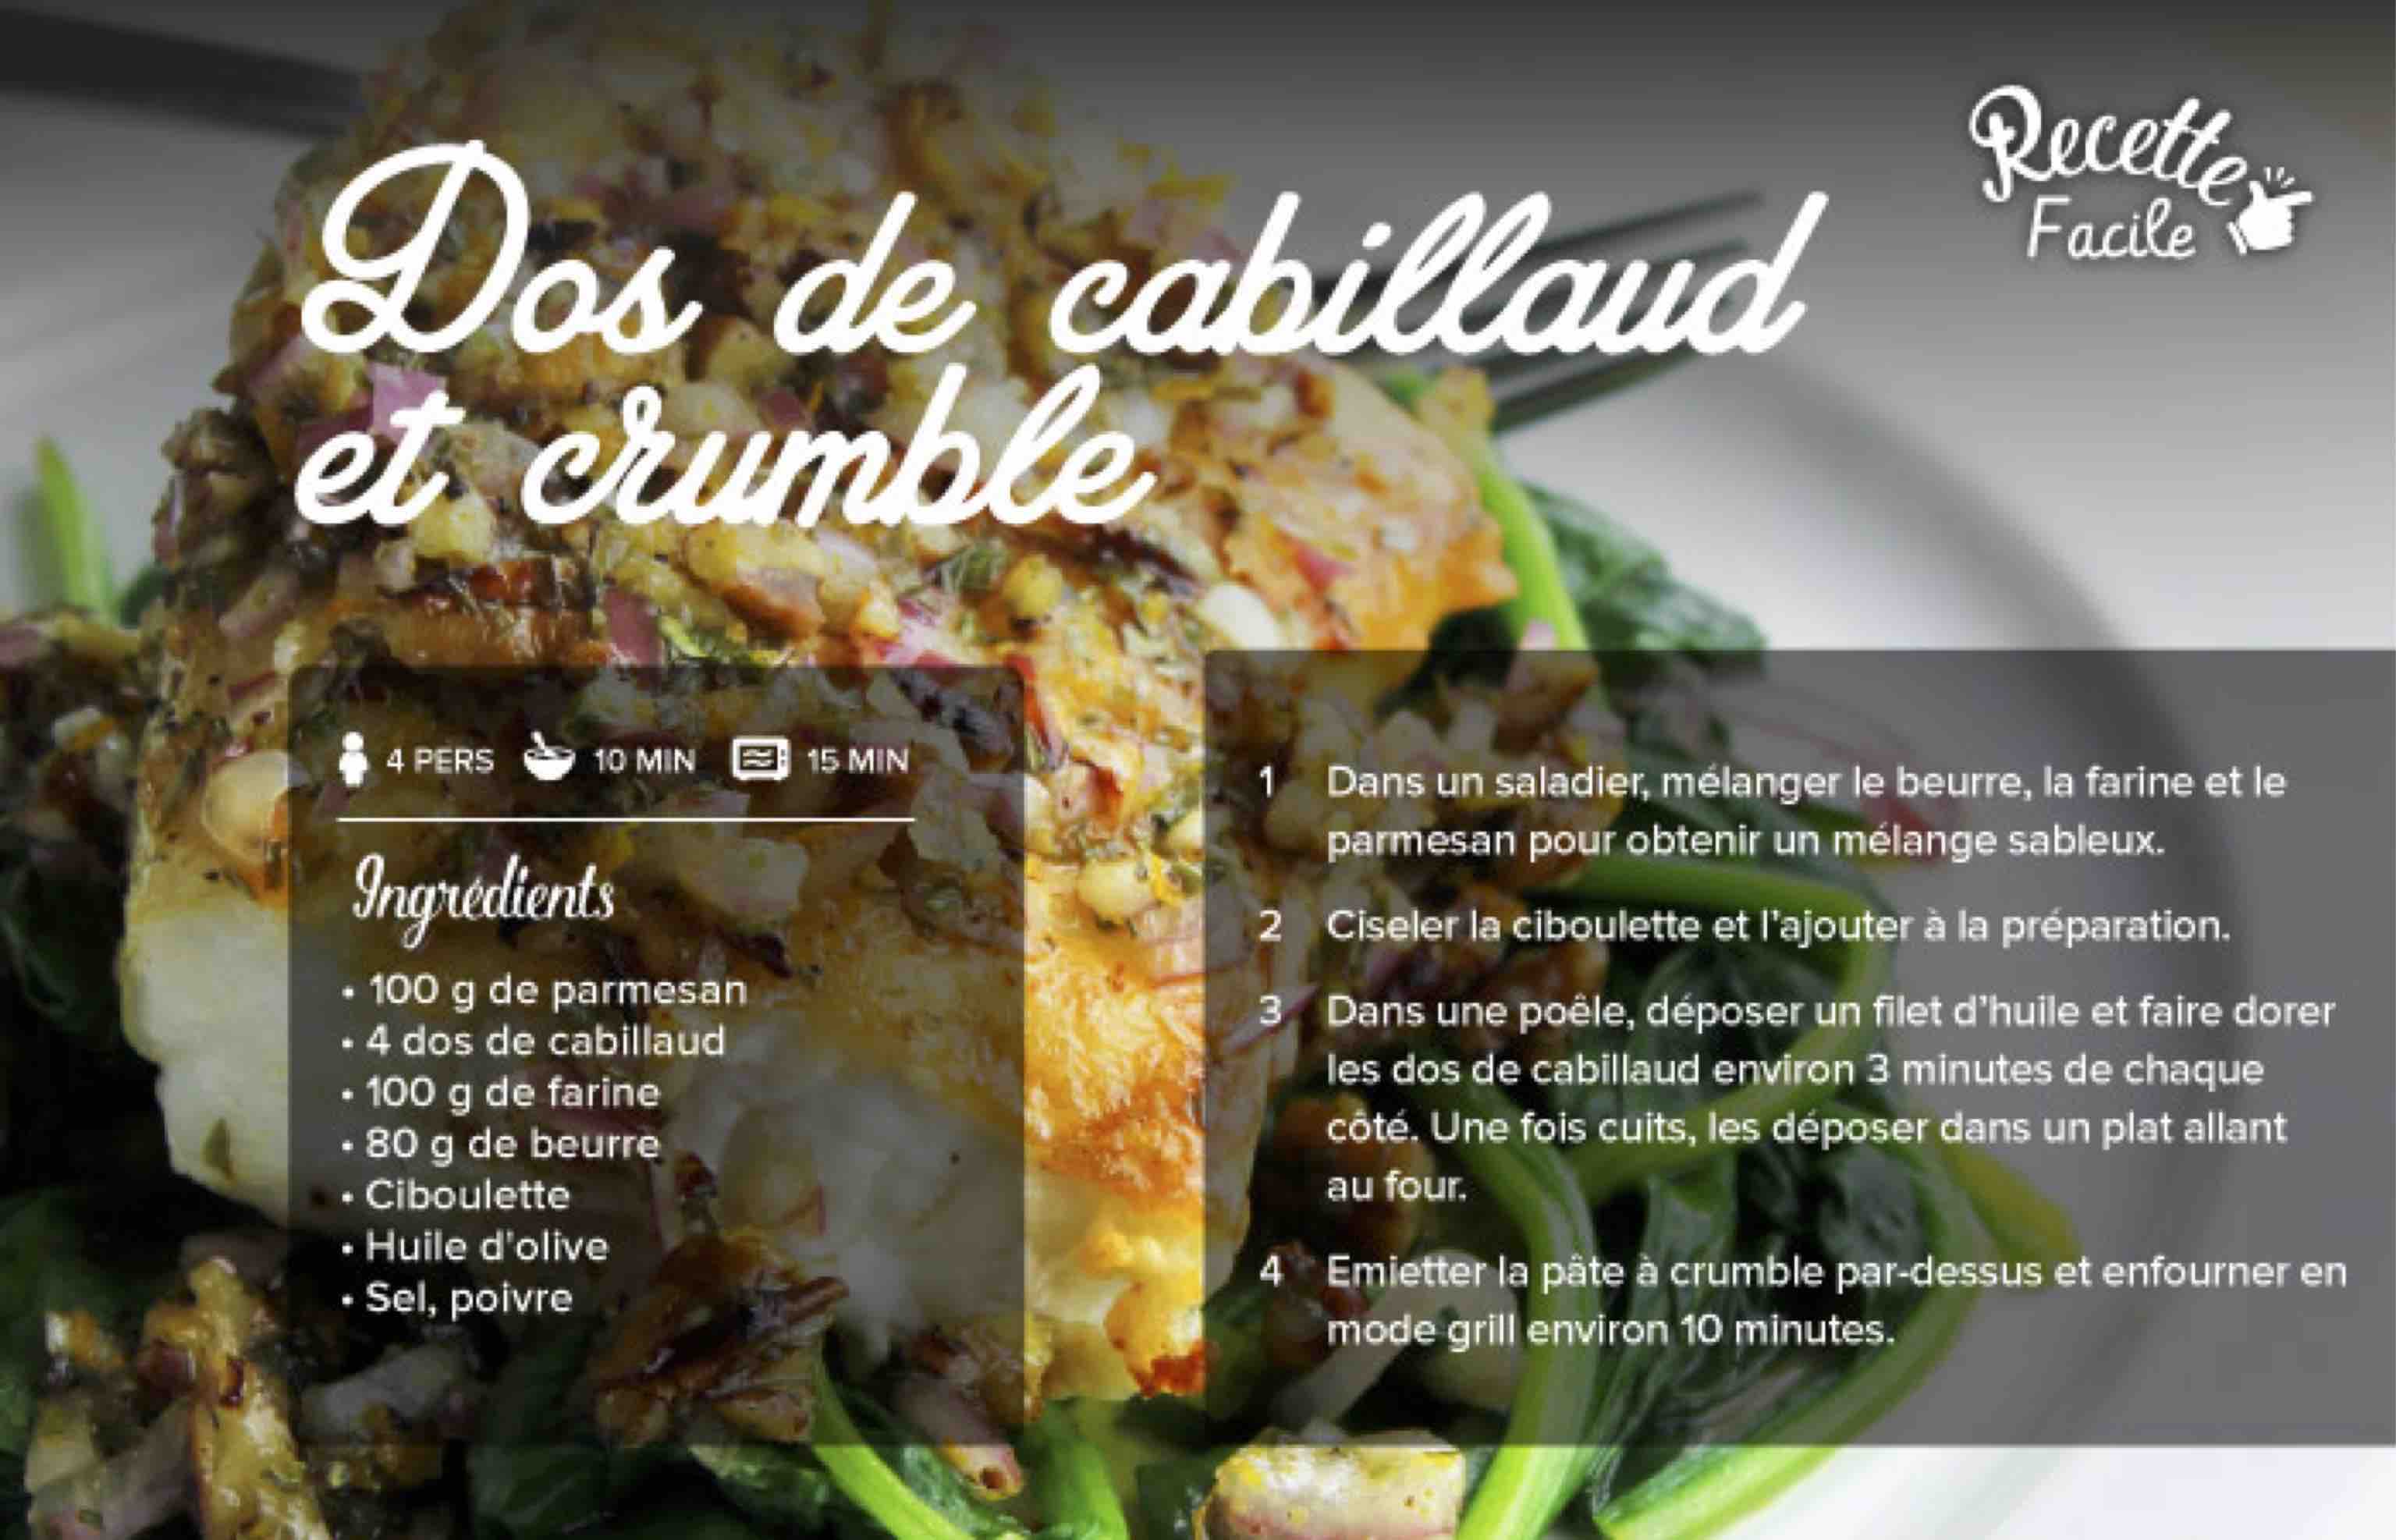 Recette
Facile
Dos de cabillaud
et crumble
4 PERS 10 MIN 15 MIN
Ingrédients
• 100 g de parmesan
• 4 dos de cabillaud
• 100 g de farine
• 80 g de beurre
• Ciboulette
• Huile d'olive
• Sel, poivre
1 Dans un saladier, mélanger le beurre, la farine et le
parmesan pour obtenir un mélange sableux.
2 Ciseler la ciboulette et l’ajouter à la préparation.
3 Dans une poêle, déposer un filet d’huile et faire dorer
les dos de cabillaud environ 3 minutes de chaque
côté. Une fois cuits, les déposer dans un plat allant
au four.
4 Emietter la pâte à crumble par-dessus et enfourner en
mode grill environ 10 minutes.